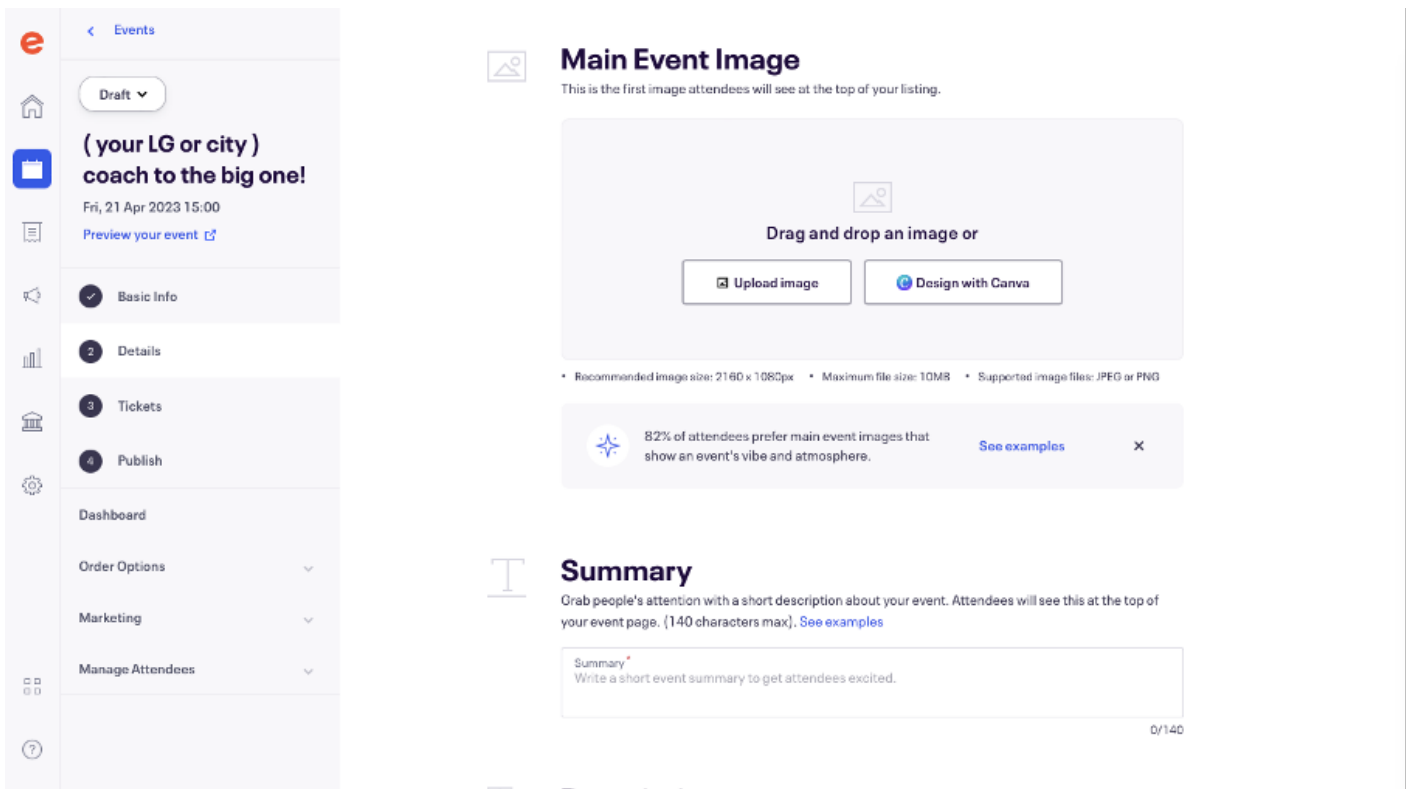 e
Events
Draft
( your LG or city )
coach to the big one!
Fri, 21 Apr 2023 15:00
Preview your event
Basic Info
2 Details
3 Tickets
4 Publish
Dashboard
Order Options
Marketing
Manage Attendees
?
Main Event Image
This is the first image attendees will see at the top of your listing.
Drag and drop an image or
Upload image
C Design with Canva
• Recommended image size: 2160 x 1080px • Maximum file size: 10MB • Supported image files: JPEG or PNG
82% of attendees prefer main event images that
show an event's vibe and atmosphere.
See examples
Summary
Grab people's attention with a short description about your event. Attendees will see this at the top of
your event page. (140 characters max). See examples
Summary *
Write a short event summary to get attendees excited.
0/140